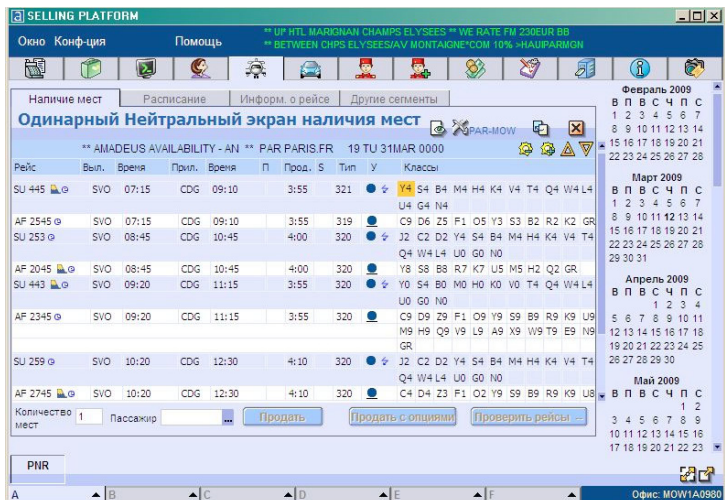 SELLING PLATFORM
Окно Конф-ция Помощь
** UP HTL MARIGNAN CHAMPS ELYSEES ** WE RATE FM 230EUR BB
** BETWEEN CHPS ELYSEES/AV MONTAIGNE*COM 10% >HAUIPARMGN
Наличие мест Расписание Информ. о рейсе Другие сегменты
Одинарный Нейтральный экран наличия мест PAR-MOW
** AMADEUS AVAILABILITY - AN ** PAR PARIS.FR 19 TU 31MAR 0000
Рейс Выл. Время Прил. Время П Прод. S Тип У Классы
SU 445 SVO 07:15 CDG 09:10 3:55 321 Y4 S4 B4 M4 H4 K4 V4 T4 Q4 W4 L4
U4 G4 N4
AF 2545 SVO 07:15 CDG 09:10 3:55 319 C9 D6 Z5 F1 O5 Y3 S3 B2 R2 K2 GR
SU 253 SVO 08:45 CDG 10:45 4:00 320 J2 C2 D2 Y4 S4 B4 M4 H4 K4 V4 T4
Q4 W4 L4 U0 G0 N0
AF 2045 SVO 08:45 CDG 10:45 4:00 320 Y8 S8 B8 R7 K7 U5 M5 H2 Q2 GR
SU 443 SVO 09:20 CDG 11:15 3:55 320 Y0 S4 B0 M0 H0 K0 V0 T4 Q4 W4 L4
U0 G0 N0
AF 2345 SVO 09:20 CDG 11:15 3:55 320 C9 D9 Z9 F1 O9 Y9 S9 B9 R9 K9 U9
M9 H9 Q9 V9 L9 A9 X9 W9 T9 E9 N9
GR
SU 259 SVO 10:20 CDG 12:30 4:10 320 J2 C2 D2 Y4 S4 B4 M4 H4 K4 V4 T4
Q4 W4 L4 U0 G0 N0
AF 2745 SVO 10:20 CDG 12:30 4:10 320 C4 D4 Z3 F1 O2 Y9 S9 B9 R9 K9 U8
Количество мест 1 Пассажир ... Продать Продать с опциями Проверить рейсы --
Февраль 2009
В П В С Ч П С
1 2 3 4 5 6 7
8 9 10 11 12 13 14
15 16 17 18 19 20 21
22 23 24 25 26 27 28
Март 2009
В П В С Ч П С
1 2 3 4 5 6 7
8 9 10 11 12 13 14
15 16 17 18 19 20 21
22 23 24 25 26 27 28
29 30 31
Апрель 2009
В П В С Ч П С
1 2 3 4
5 6 7 8 9 10 11
12 13 14 15 16 17 18
19 20 21 22 23 24 25
26 27 28 29 30
Май 2009
В П В С Ч П С
1 2
3 4 5 6 7 8 9
10 11 12 13 14 15 16
17 18 19 20 21 22 23
PNR
A B C D E F Офис: MOW1A0980